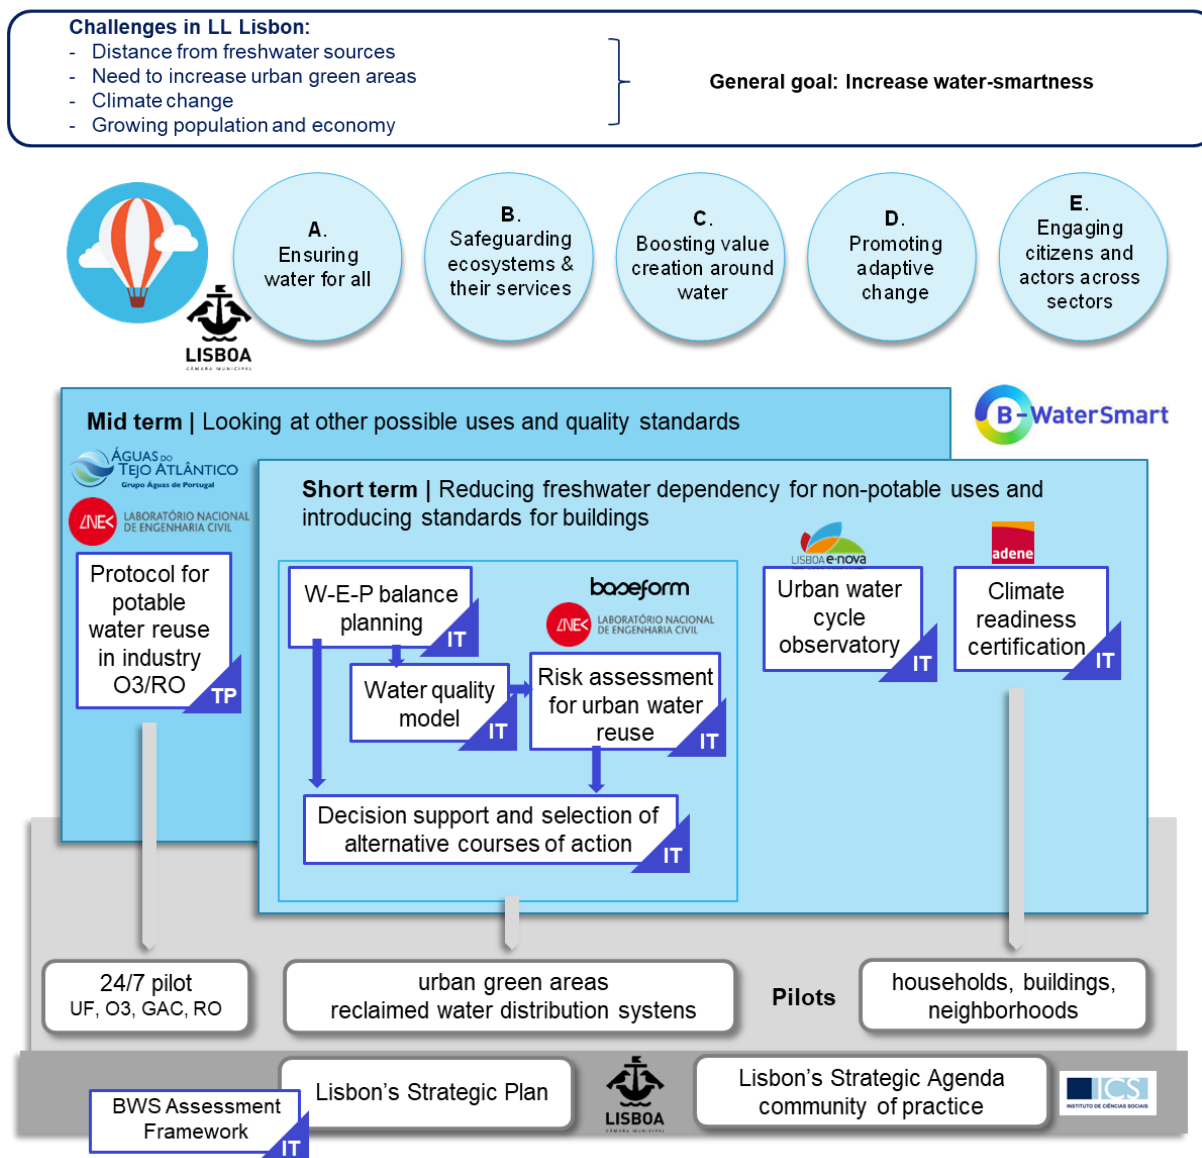 Challenges in LL Lisbon:
- Distance from freshwater sources
- Need to increase urban green areas
- Climate change
- Growing population and economy
General goal: Increase water-smartness
A.
Ensuring
water for all
B.
Safeguarding
ecosystems &
their services
C.
Boosting value
creation around
water
D.
Promoting
adaptive
change
E.
Engaging
citizens and
actors across
sectors
LISBOA
CÂMARA MUNICIPAL
B-WaterSmart
Mid term | Looking at other possible uses and quality standards
ÁGUAS DO
TEJO ATLÂNTICO
Grupo Águas de Portugal
LNEC
LABORATÓRIO NACIONAL
DE ENGENHARIA CIVIL
Protocol for
potable
water reuse
in industry
O3/RO
TP
Short term | Reducing freshwater dependency for non-potable uses and
introducing standards for buildings
W-E-P balance
planning
IT
baseform
LNEC
LABORATÓRIO NACIONAL
DE ENGENHARIA CIVIL
Water quality
model
IT
Risk assessment
for urban water
reuse
IT
Decision support and selection of
alternative courses of action
IT
LISBOA e-nova
Urban water
cycle
observatory
IT
adene
Climate
readiness
certification
IT
24/7 pilot
UF, O3, GAC, RO
urban green areas
reclaimed water distribution systens
Pilots
households, buildings,
neighborhoods
BWS Assessment
Framework
IT
Lisbon's Strategic Plan
LISBOA
CÂMARA MUNICIPAL
Lisbon's Strategic Agenda
community of practice
ICS
INSTITUTO DE CIÊNCIAS SOCIAIS